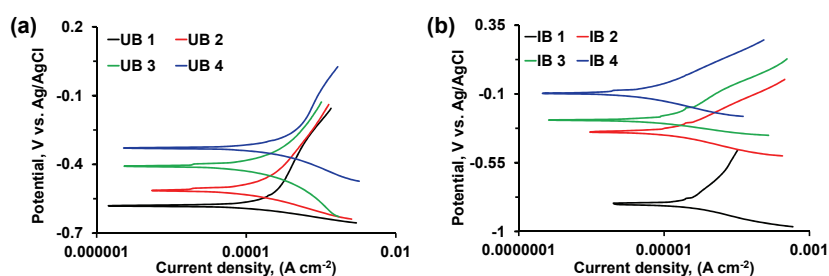 (a)
0.2
-0.1
-0.4
-0.7
Potential, V vs. Ag/AgCl
UB 1 UB 2
UB 3 UB 4
0.000001 0.0001 0.01
Current density, (A cm-2)
(b)
0.35
-0.1
-0.55
-1
Potential, V vs. Ag/AgCl
IB 1 IB 2
IB 3 IB 4
0.0000001 0.00001 0.001
Current density, (A cm-2)